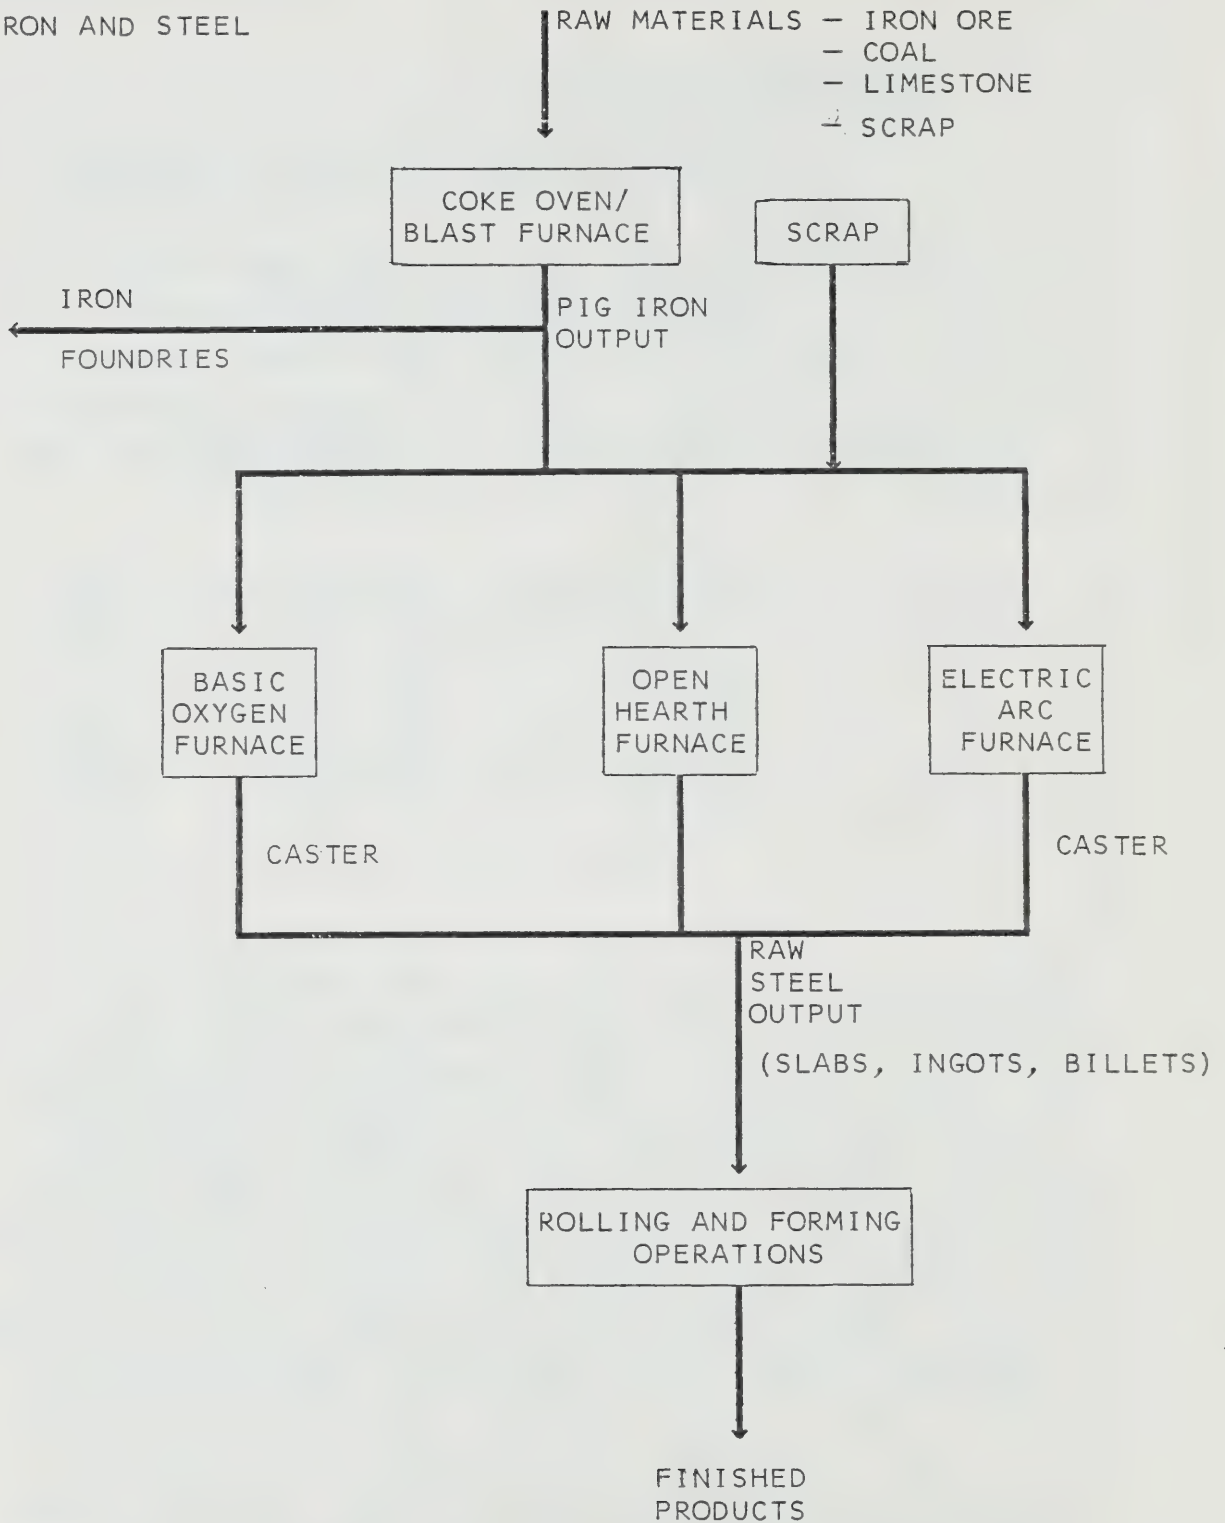 RON AND STEEL
RAW MATERIALS — IRON ORE
— COAL
— LIMESTONE
— SCRAP
COKE OVEN/
BLAST FURNACE
SCRAP
IRON
FOUNDRIES
PIG IRON
OUTPUT
BASIC
OXYGEN
FURNACE
OPEN
HEARTH
FURNACE
ELECTRIC
ARC
FURNACE
CASTER
CASTER
RAW
STEEL
OUTPUT
(SLABS, INGOTS, BILLETS)
ROLLING AND FORMING
OPERATIONS
FINISHED
PRODUCTS